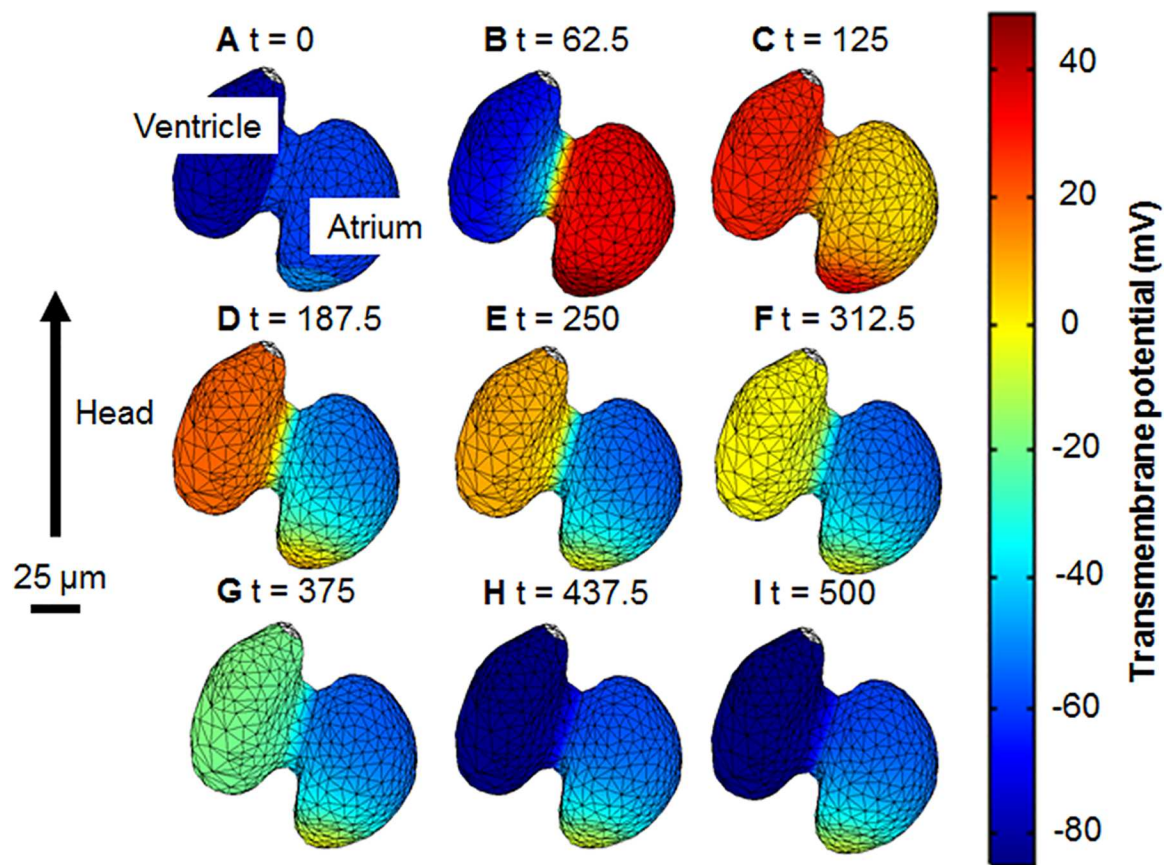 A t = 0
B t = 62.5
C t = 125
Ventricle
Atrium
D t = 187.5
E t = 250
F t = 312.5
Head
25 µm
G t = 375
H t = 437.5
I t = 500
40
20
0
-20
-40
-60
-80
Transmembrane potential (mV)